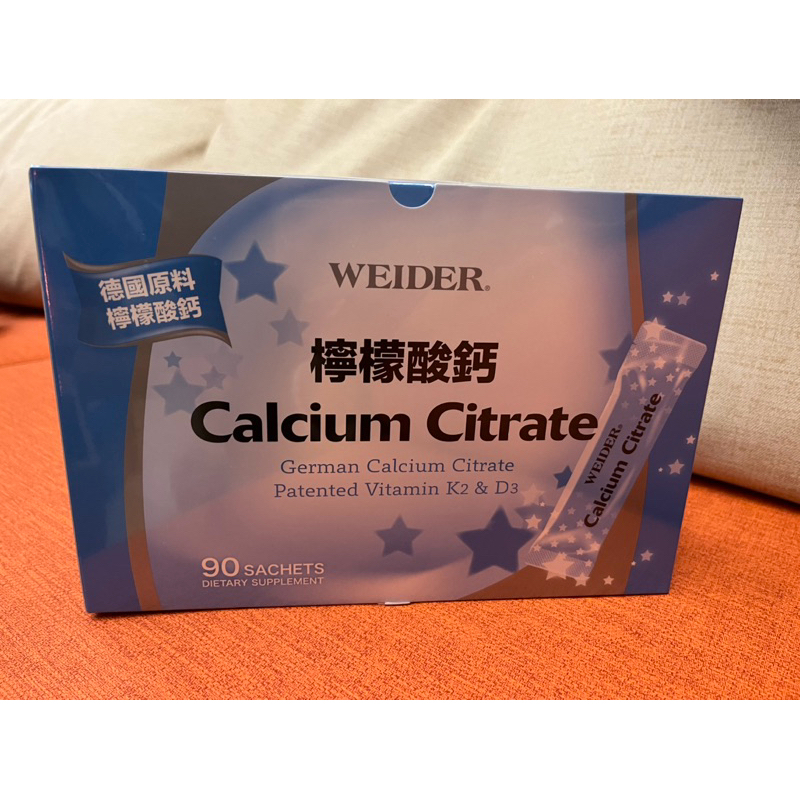 德國原料
檸檬酸鈣
WEIDER®
檸檬酸鈣
Calcium Citrate
German Calcium Citrate
Patented Vitamin K2 & D3
90 SACHETS
DIETARY SUPPLEMENT
WEIDER.
Calcium Citrate